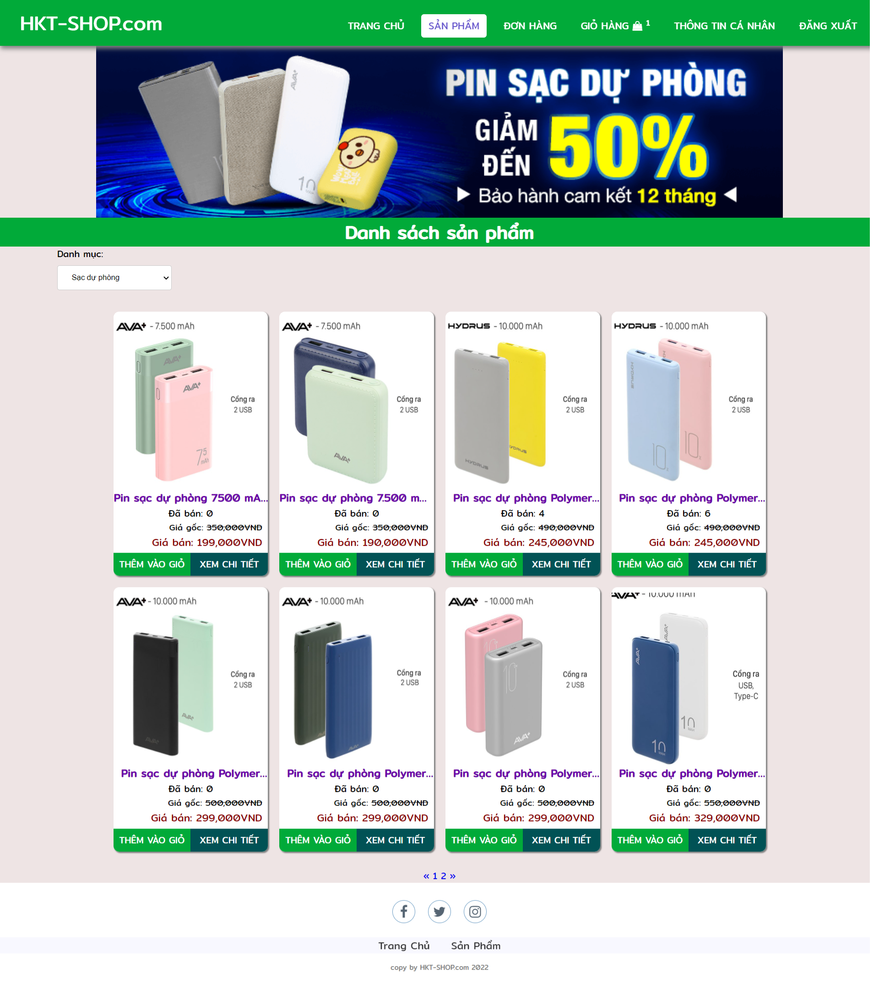 HKT-SHOP.com
TRANG CHỦ SẢN PHẨM ĐƠN HÀNG GIỎ HÀNG 1 THÔNG TIN CÁ NHÂN ĐĂNG XUẤT
PIN SẠC DỰ PHÒNG
GIẢM ĐẾN 50%
Bảo hành cam kết 12 tháng
Danh sách sản phẩm
Danh mục:
Sạc dự phòng
AVA+ - 7.500 mAh
Cổng ra
2 USB
Pin sạc dự phòng 7500 mA...
Đã bán: 0
Giá gốc: 350,000VND
Giá bán: 199,000VND
THÊM VÀO GIỎ XEM CHI TIẾT
AVA+ - 7.500 mAh
Cổng ra
2 USB
Pin sạc dự phòng 7.500 m...
Đã bán: 0
Giá gốc: 350,000VND
Giá bán: 190,000VND
THÊM VÀO GIỎ XEM CHI TIẾT
HYDRUS - 10.000 mAh
Cổng ra
2 USB
Pin sạc dự phòng Polymer...
Đã bán: 4
Giá gốc: 490,000VND
Giá bán: 245,000VND
THÊM VÀO GIỎ XEM CHI TIẾT
HYDRUS - 10.000 mAh
Cổng ra
2 USB
Pin sạc dự phòng Polymer...
Đã bán: 6
Giá gốc: 490,000VND
Giá bán: 245,000VND
THÊM VÀO GIỎ XEM CHI TIẾT
AVA+ - 10.000 mAh
Cổng ra
2 USB
Pin sạc dự phòng Polymer...
Đã bán: 0
Giá gốc: 500,000VND
Giá bán: 299,000VND
THÊM VÀO GIỎ XEM CHI TIẾT
AVA+ - 10.000 mAh
Cổng ra
2 USB
Pin sạc dự phòng Polymer...
Đã bán: 0
Giá gốc: 500,000VND
Giá bán: 299,000VND
THÊM VÀO GIỎ XEM CHI TIẾT
AVA+ - 10.000 mAh
Cổng ra
2 USB
Pin sạc dự phòng Polymer...
Đã bán: 0
Giá gốc: 500,000VND
Giá bán: 299,000VND
THÊM VÀO GIỎ XEM CHI TIẾT
AVA+ - 10.000 mAh
Cổng ra
USB,
Type-C
Pin sạc dự phòng Polymer...
Đã bán: 0
Giá gốc: 550,000VND
Giá bán: 329,000VND
THÊM VÀO GIỎ XEM CHI TIẾT
« 1 2 »
Trang Chủ Sản Phẩm
copy by HKT-SHOP.com 2022